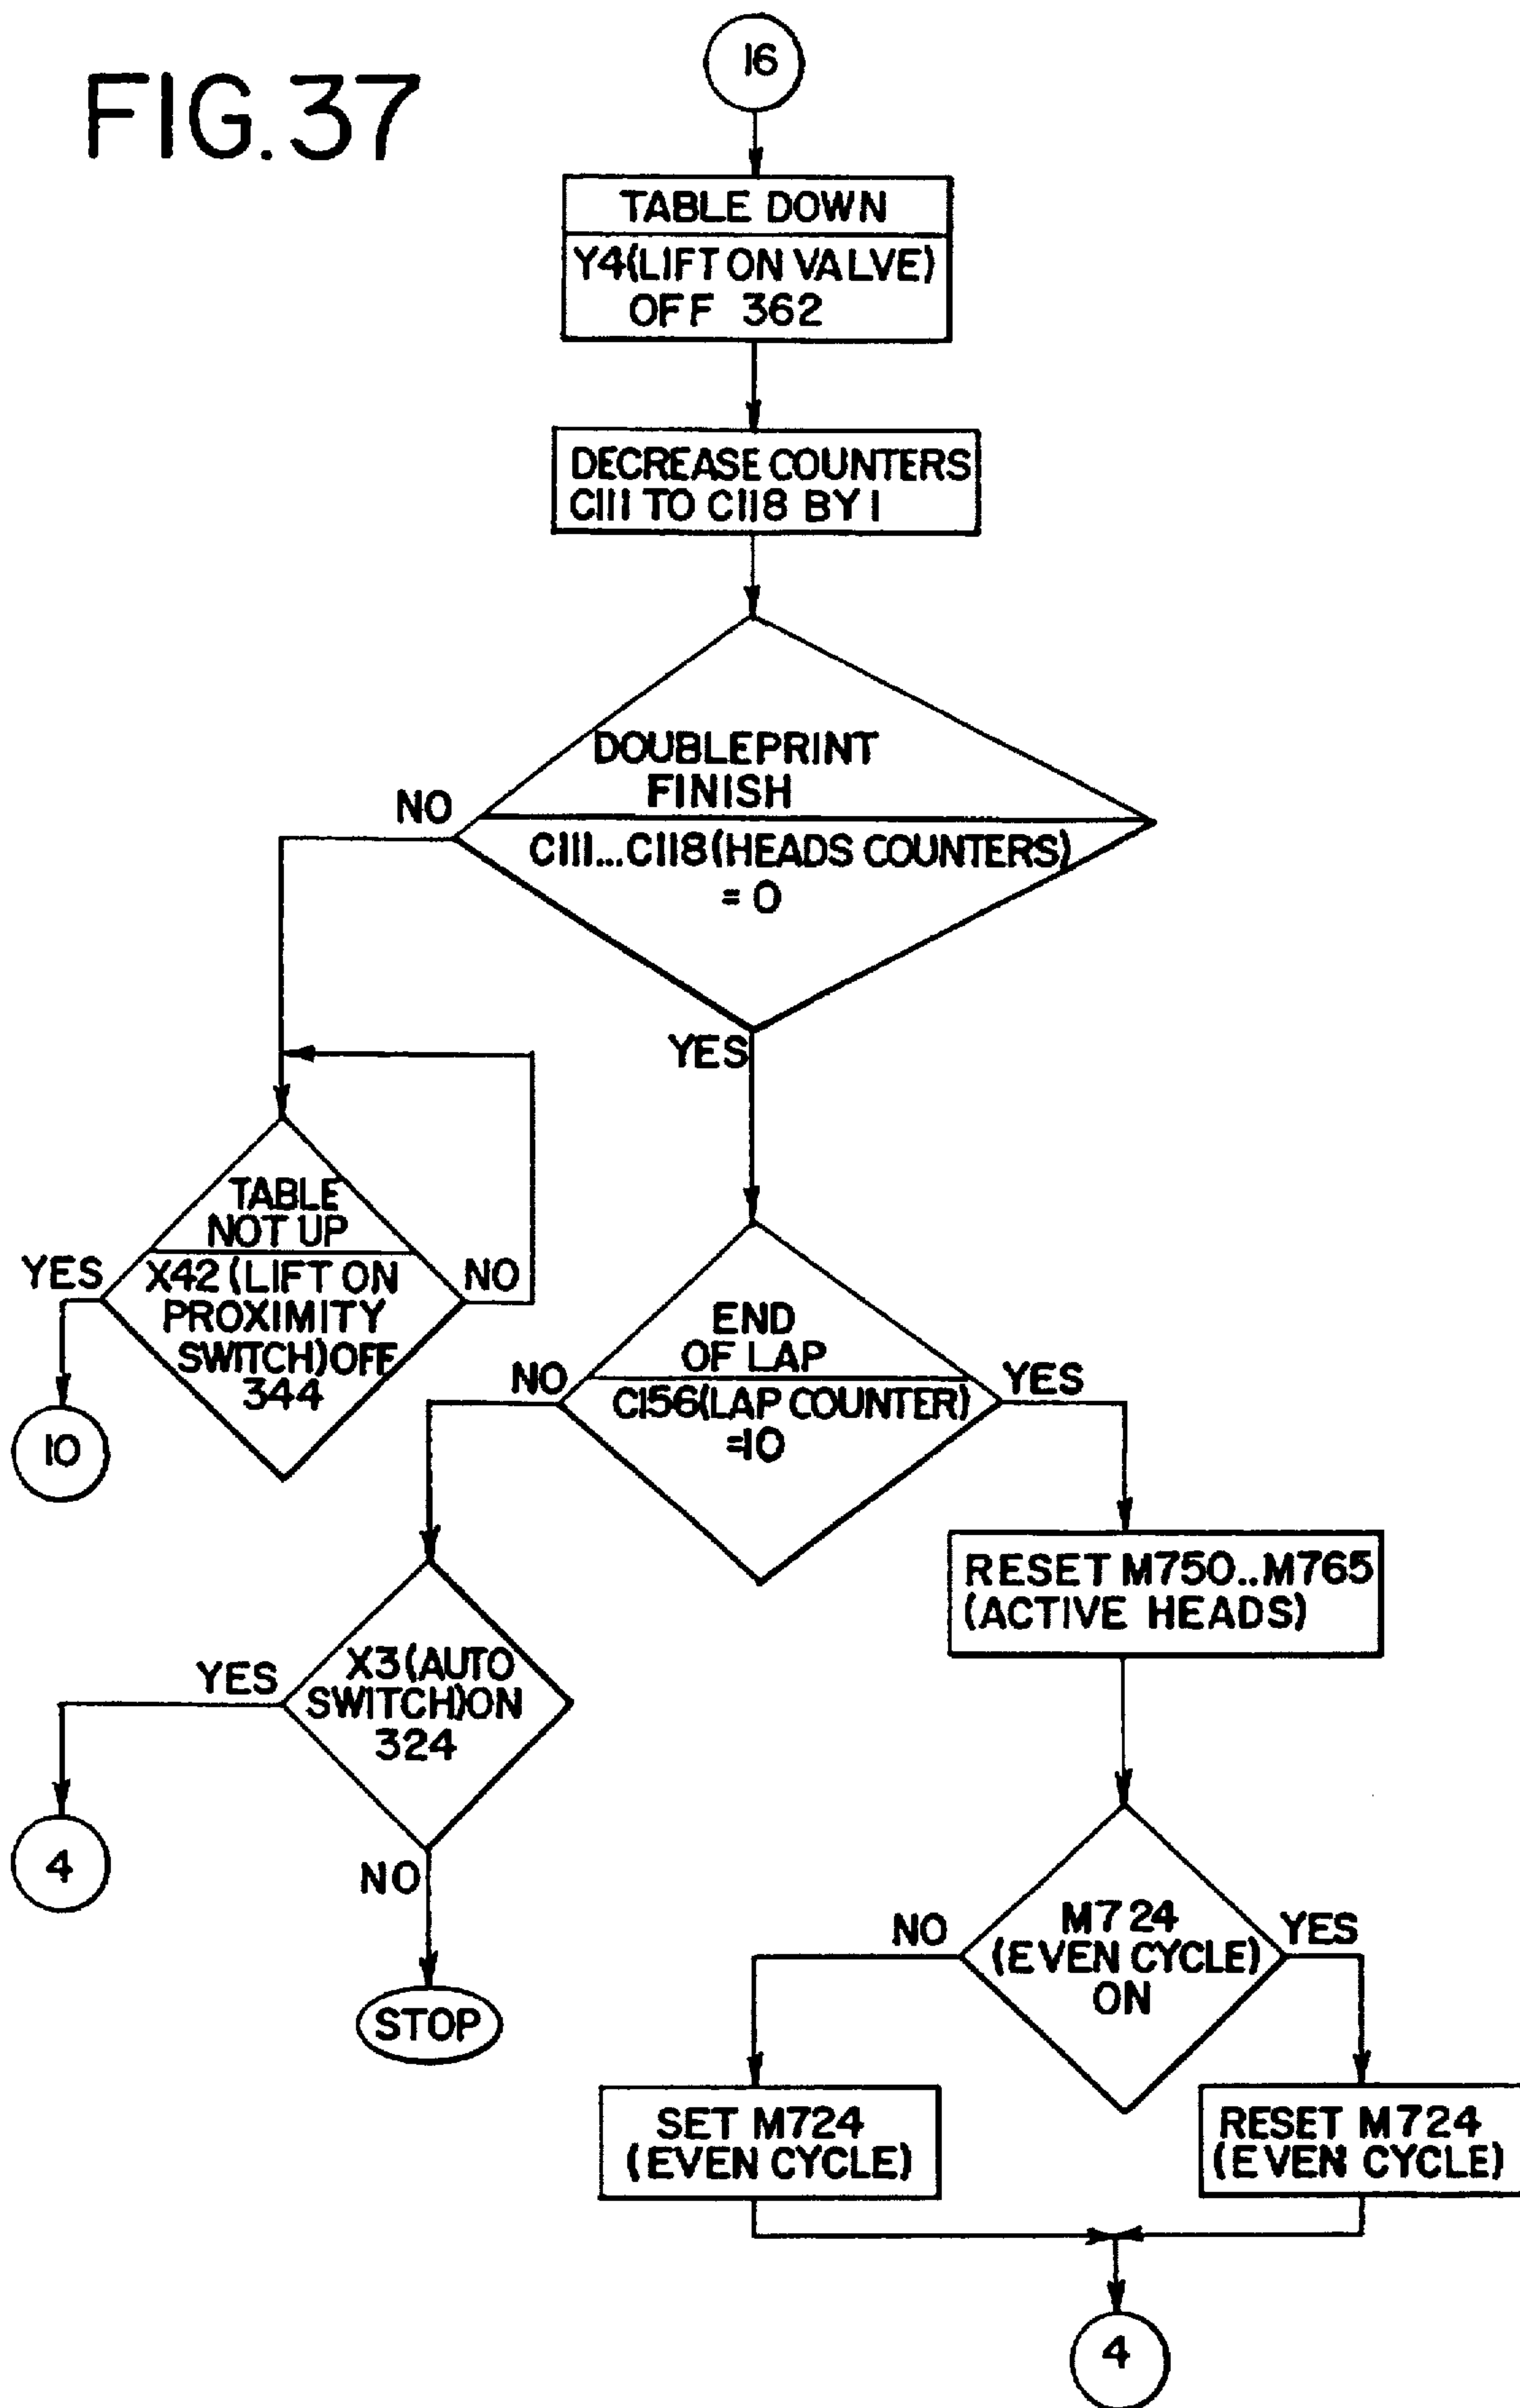 FIG. 37
16
TABLE DOWN
Y4(LIFT ON VALVE)
OFF 362
DECREASE COUNTERS
C111 TO C118 BY 1
DOUBLEPRINT
FINISH
NO
C111...C118(HEADS COUNTERS)
= 0
YES
TABLE
NOT UP
YES
X42(LIFT ON
PROXIMITY
SWITCH)OFF
344
NO
10
END
OF LAP
NO
YES
C156(LAP COUNTER)
=10
RESET M750..M765
(ACTIVE HEADS)
YES
X3(AUTO
SWITCH)ON
324
4
NO
STOP
NO
M724
(EVEN CYCLE)
ON
YES
SET M724
(EVEN CYCLE)
RESET M724
(EVEN CYCLE)
4